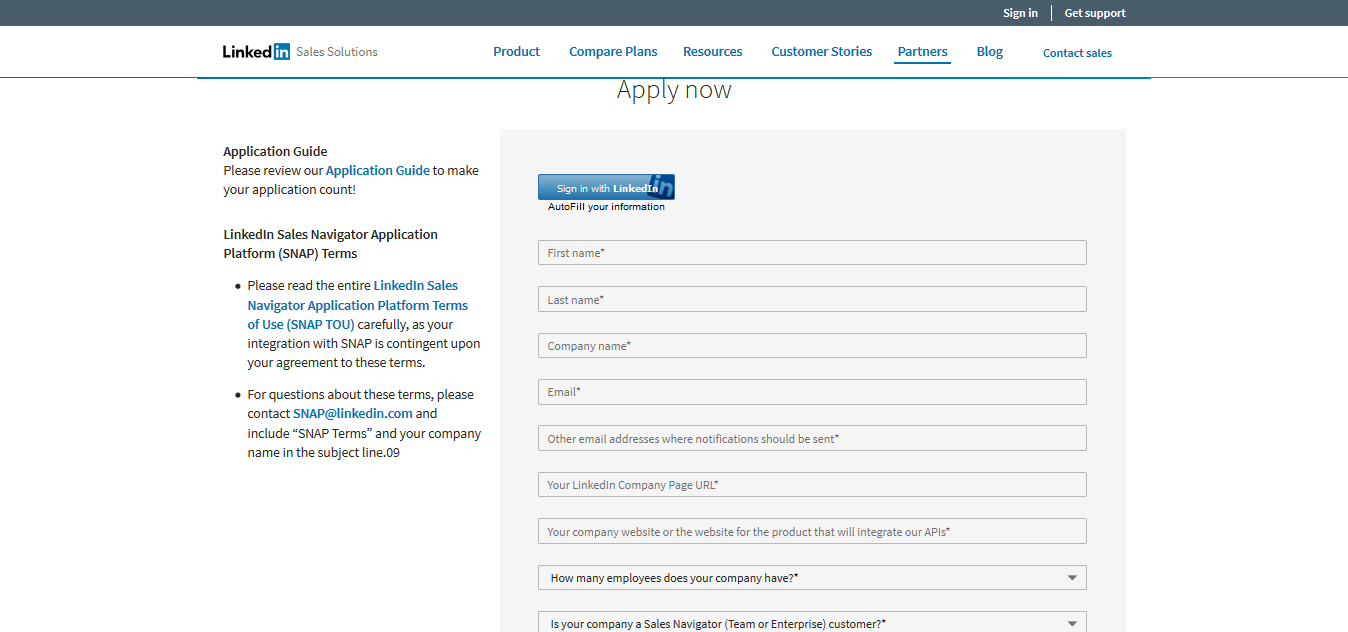 Sign in
Get support
Linked in Sales Solutions
Product
Compare Plans
Resources
Customer Stories
Partners
Blog
Contact sales
Apply now
Application Guide
Please review our Application Guide to make
your application count!
LinkedIn Sales Navigator Application
Platform (SNAP) Terms
Please read the entire LinkedIn Sales
Navigator Application Platform Terms
of Use (SNAP TOU) carefully, as your
integration with SNAP is contingent upon
your agreement to these terms.
For questions about these terms, please
contact SNAP@linkedin.com and
include “SNAP Terms” and your company
name in the subject line.09
Sign in with LinkedIn in
AutoFill your information
First name*
Last name*
Company name*
Email*
Other email addresses where notifications should be sent*
Your LinkedIn Company Page URL*
Your company website or the website for the product that will integrate our APIs*
How many employees does your company have?*
Is your company a Sales Navigator (Team or Enterprise) customer?*